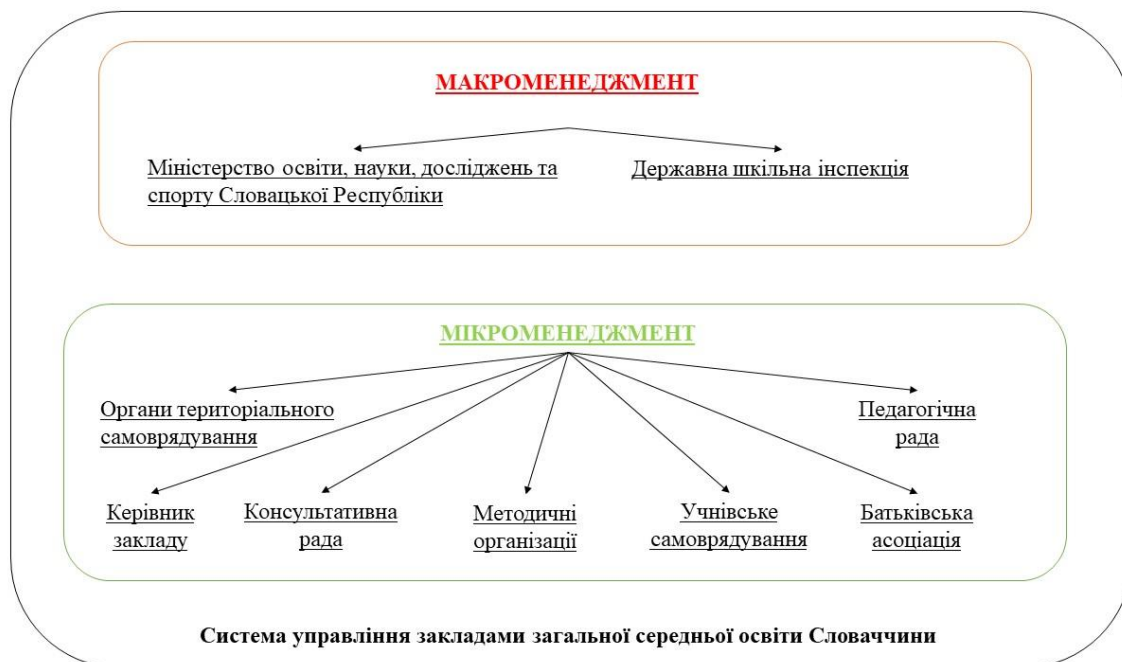 МАКРОМЕНЕДЖМЕНТ
Міністерство освіти, науки, досліджень та
спорту Словацької Республіки
Державна шкільна інспекція
МІКРОМЕНЕДЖМЕНТ
Органи територіального
самоврядування
Педагогічна
рада
Керівник
закладу
Консультативна
рада
Методичні
організації
Учнівське
самоврядування
Батьківська
асоціація
Система управління закладами загальної середньої освіти Словаччини